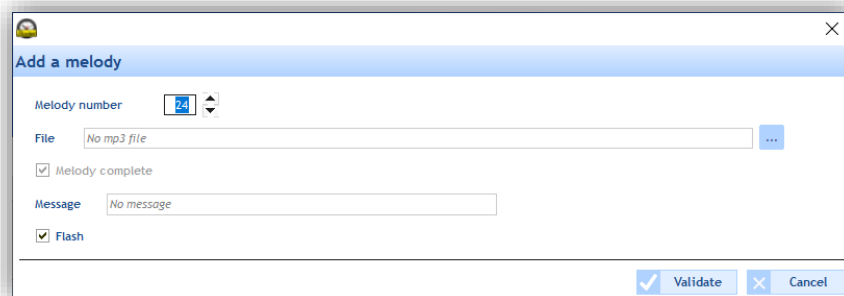 Add a melody
Melody number 24
File No mp3 file ...
Melody complete
Message No message
Flash
Validate Cancel